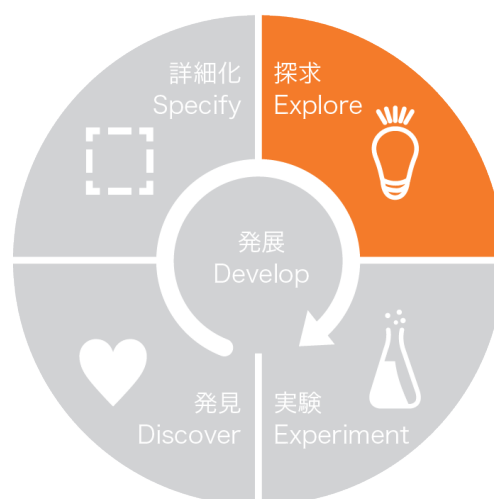 詳細化
Specify
探求
Explore
発展
Develop
発見
Discover
実験
Experiment